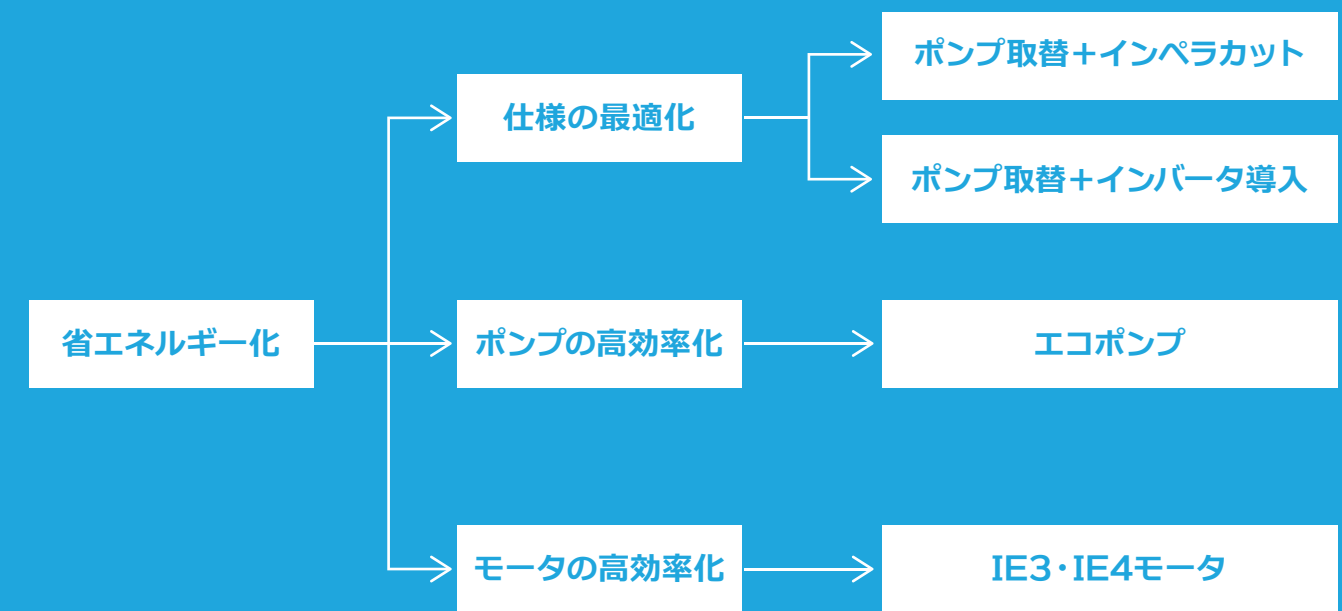 省エネルギー化
仕様の最適化
ポンプ取替＋インペラカット
ポンプ取替＋インバータ導入
ポンプの高効率化
エコポンプ
モータの高効率化
IE3・IE4モータ